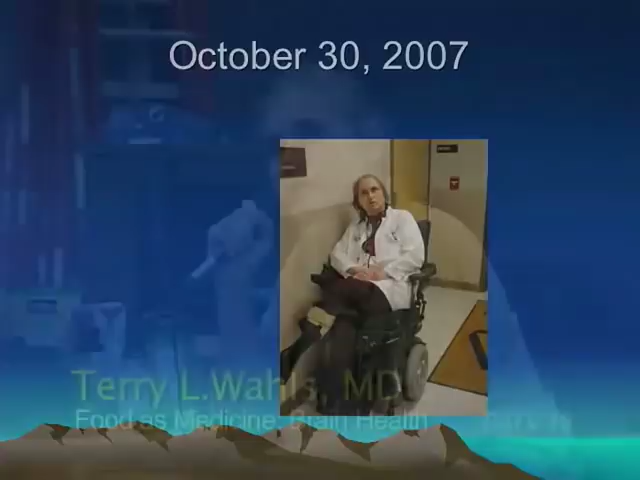 October 30, 2007
Terry L. Wahls, MD
Food as Medicine: Brain Health